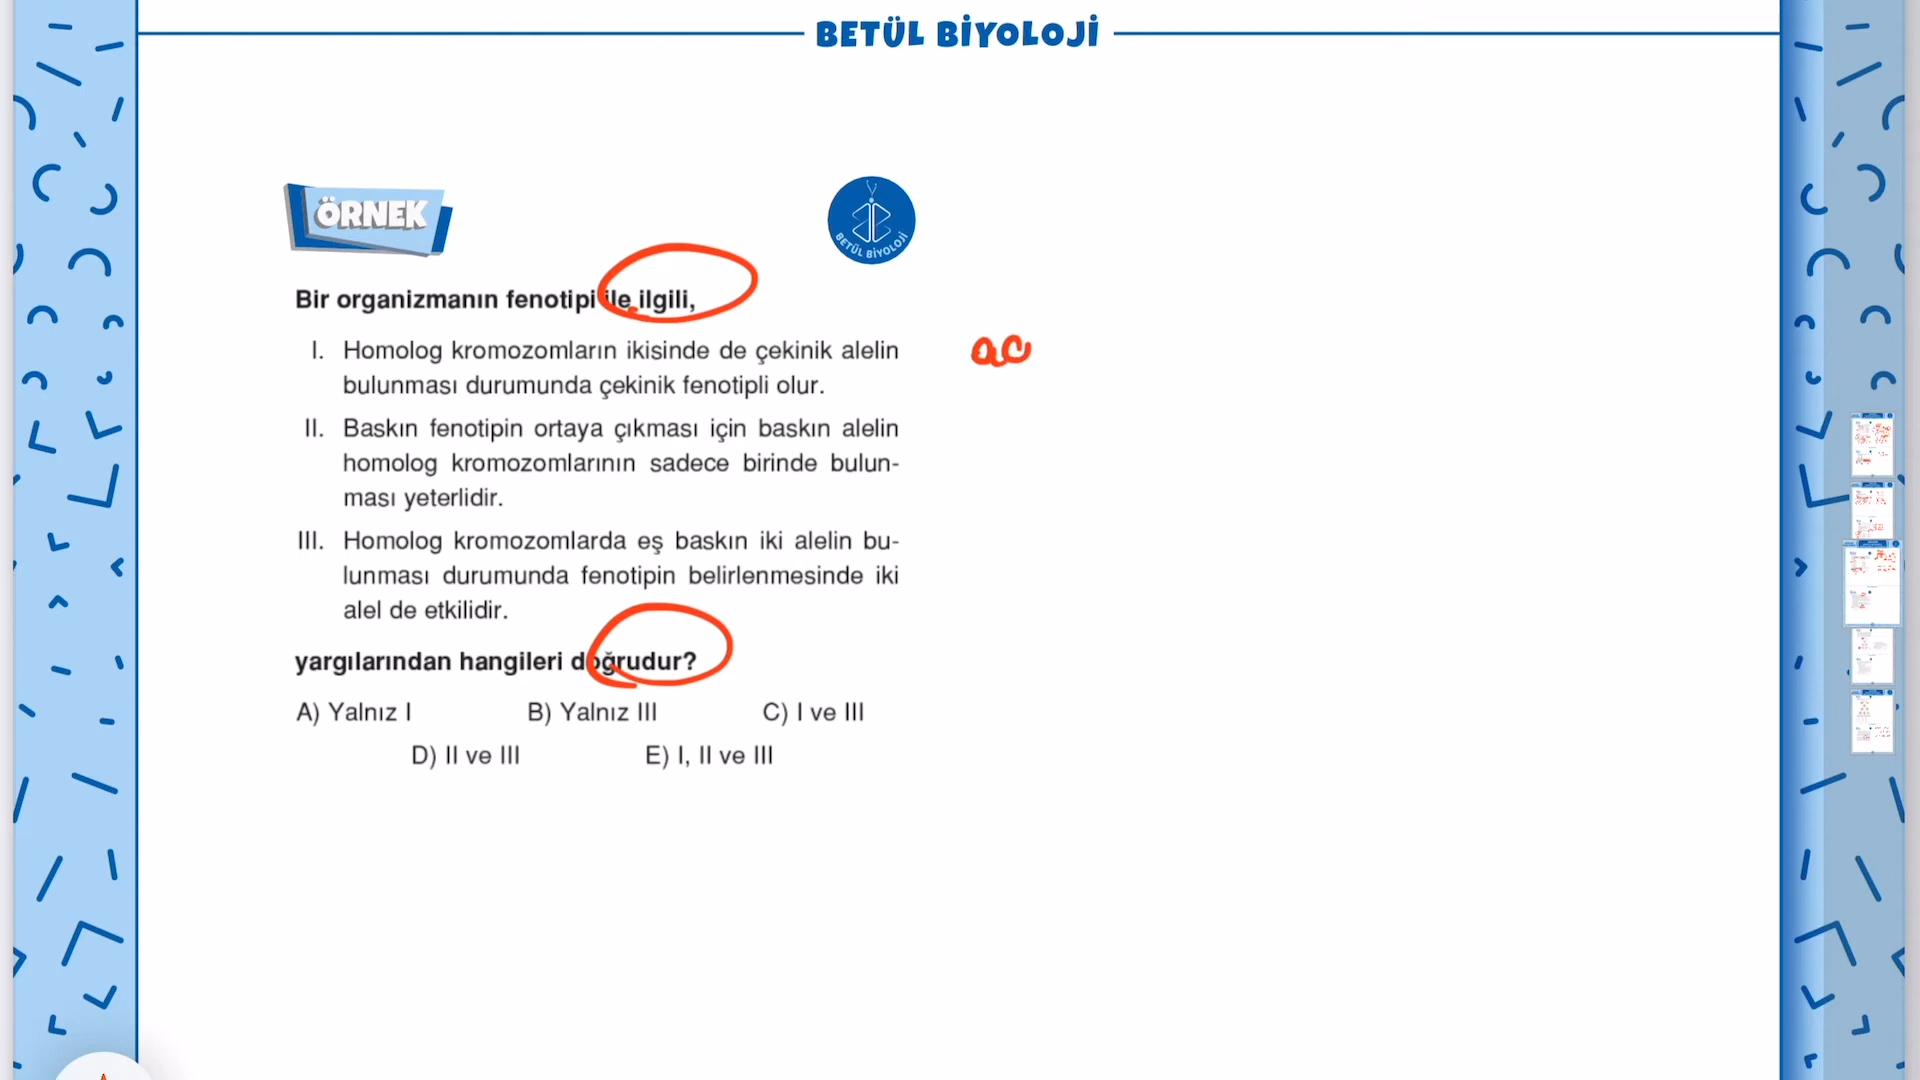 BETÜL BİYOLOJİ
ÖRNEK
BETÜL BİYOLOJİ
Bir organizmanın fenotipi ile ilgili,
I. Homolog kromozomların ikisinde de çekinik alelin
bulunması durumunda çekinik fenotipli olur.
II. Baskın fenotipin ortaya çıkması için baskın alelin
homolog kromozomlarının sadece birinde bulun-
ması yeterlidir.
III. Homolog kromozomlarda eş baskın iki alelin bu-
lunması durumunda fenotipin belirlenmesinde iki
alel de etkilidir.
yargılarından hangileri doğrudur?
A) Yalnız I B) Yalnız III C) I ve III
D) II ve III E) I, II ve III